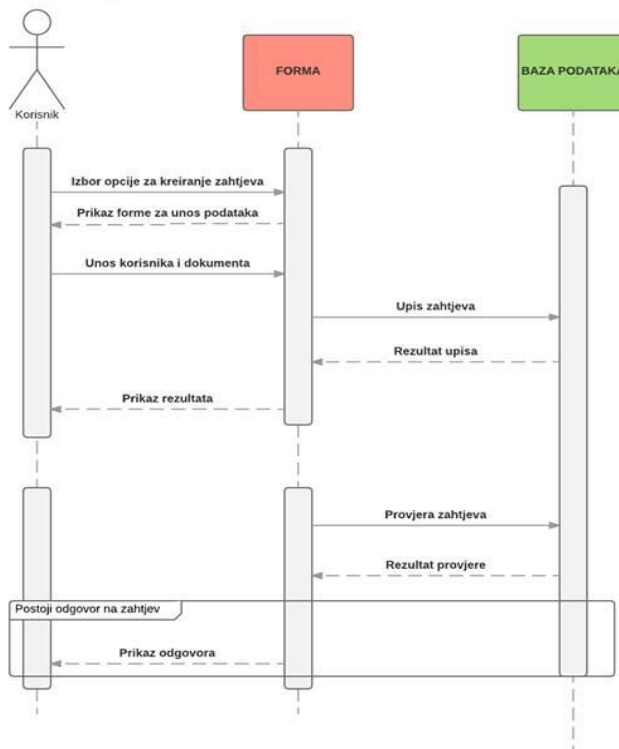 FORMA
BAZA PODATAKA
Korisnik
Izbor opcije za kreiranje zahtjeva
Prikaz forme za unos podataka
Unos korisnika i dokumenta
Upis zahtjeva
Rezultat upisa
Prikaz rezultata
Provjera zahtjeva
Rezultat provjere
Postoji odgovor na zahtjev
Prikaz odgovora